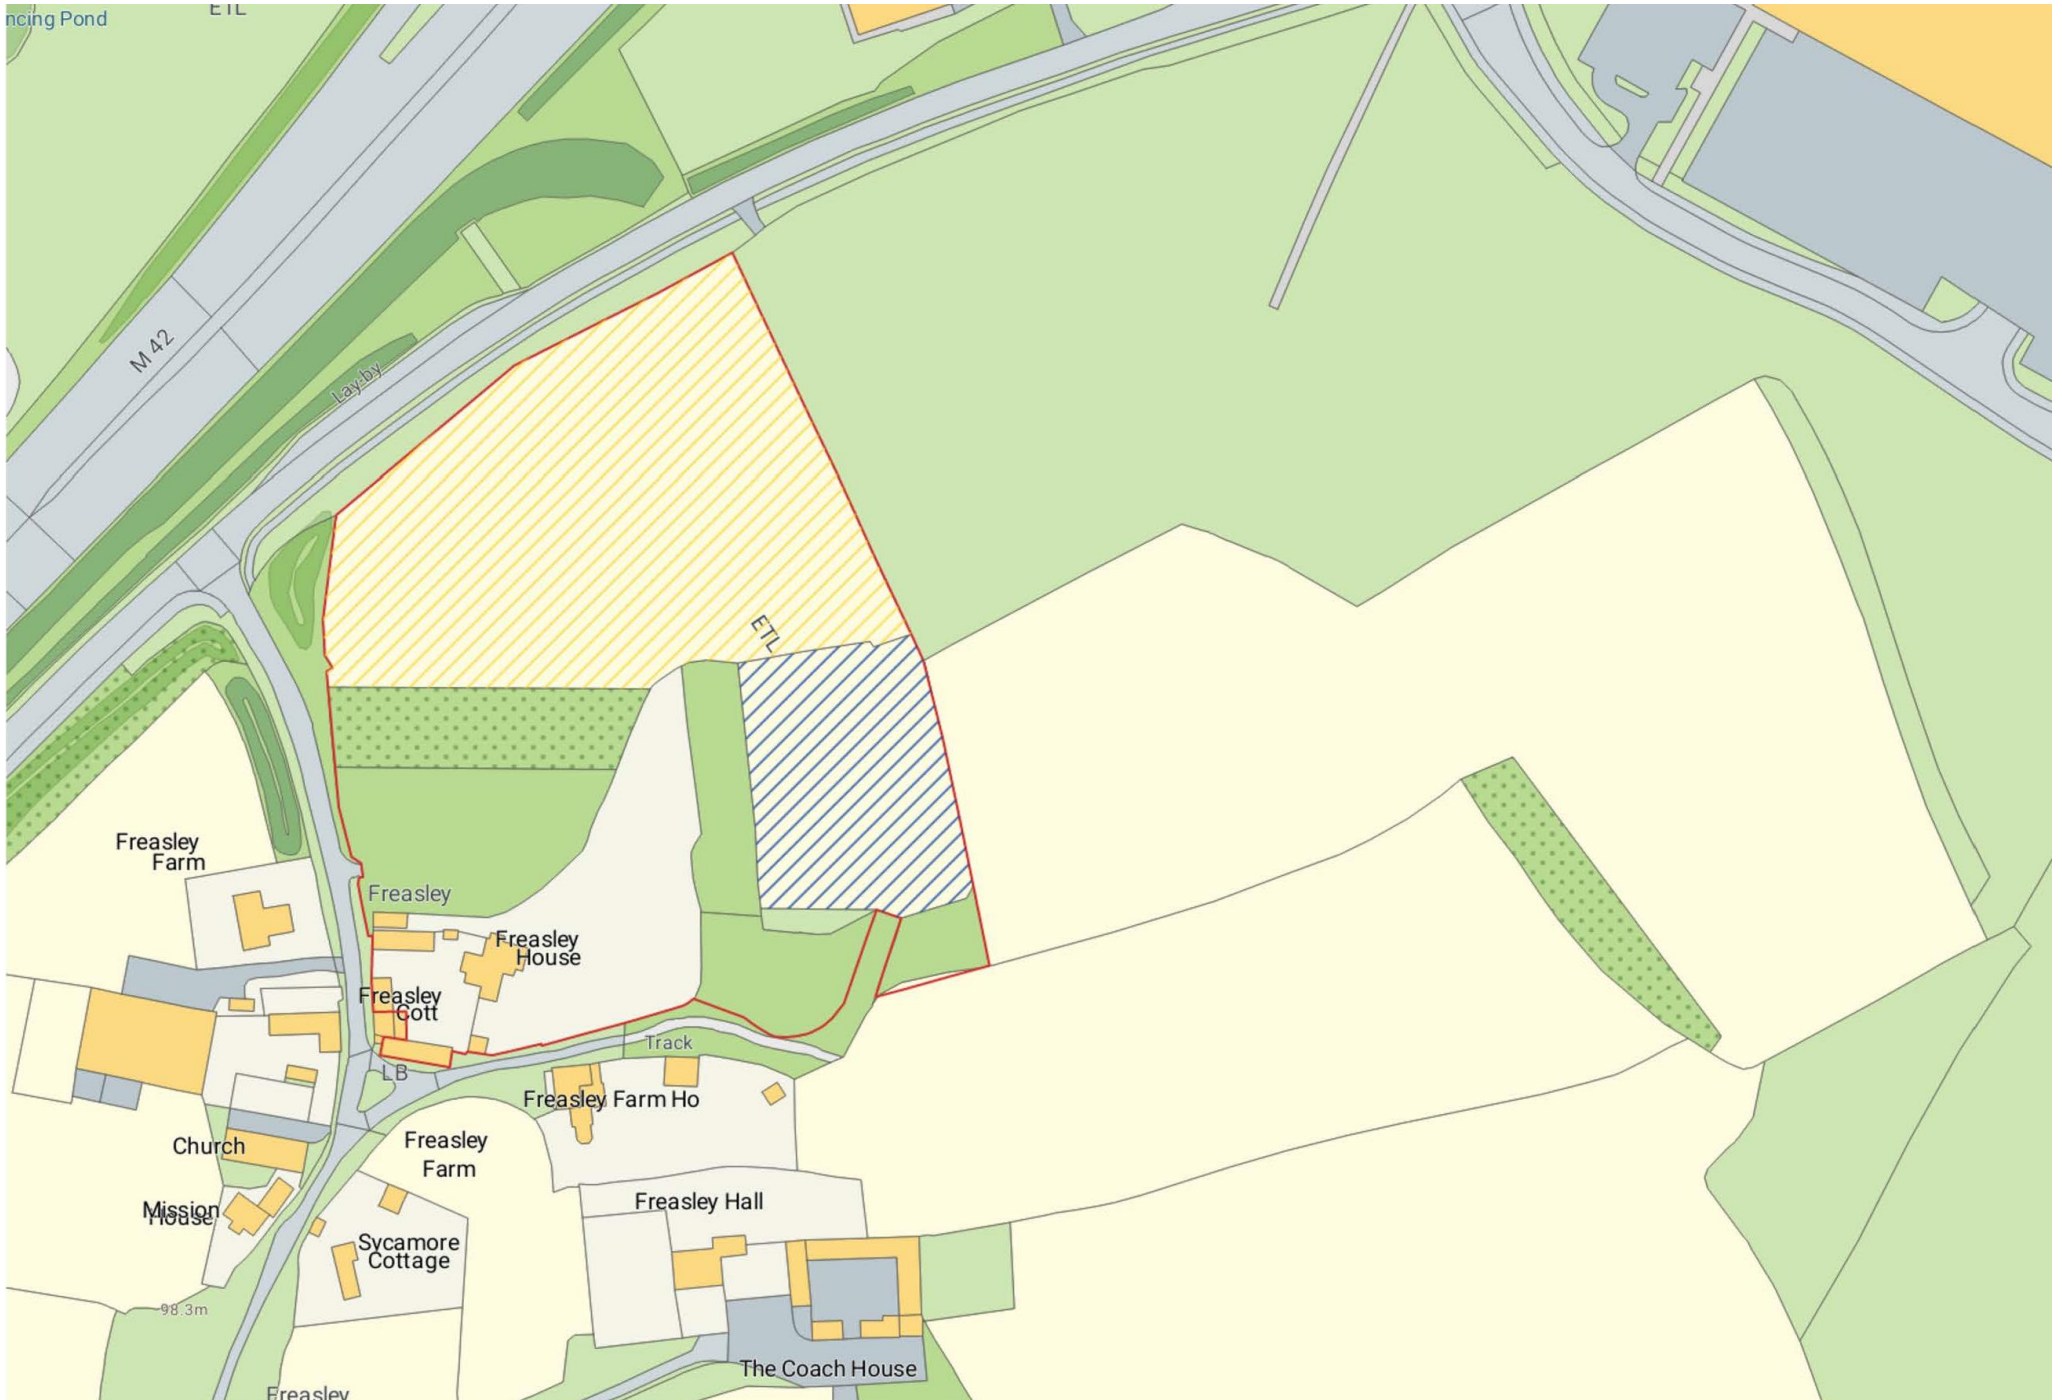 ETL
ncing Pond
M 42
Lay-by
ETL
Freasley
Farm
Freasley
Freasley
House
Freasley
Cott
Track
LB
Freasley Farm Ho
Freasley
Farm
Church
Freasley Hall
Mission
House
Sycamore
Cottage
98.3m
The Coach House
Freasley